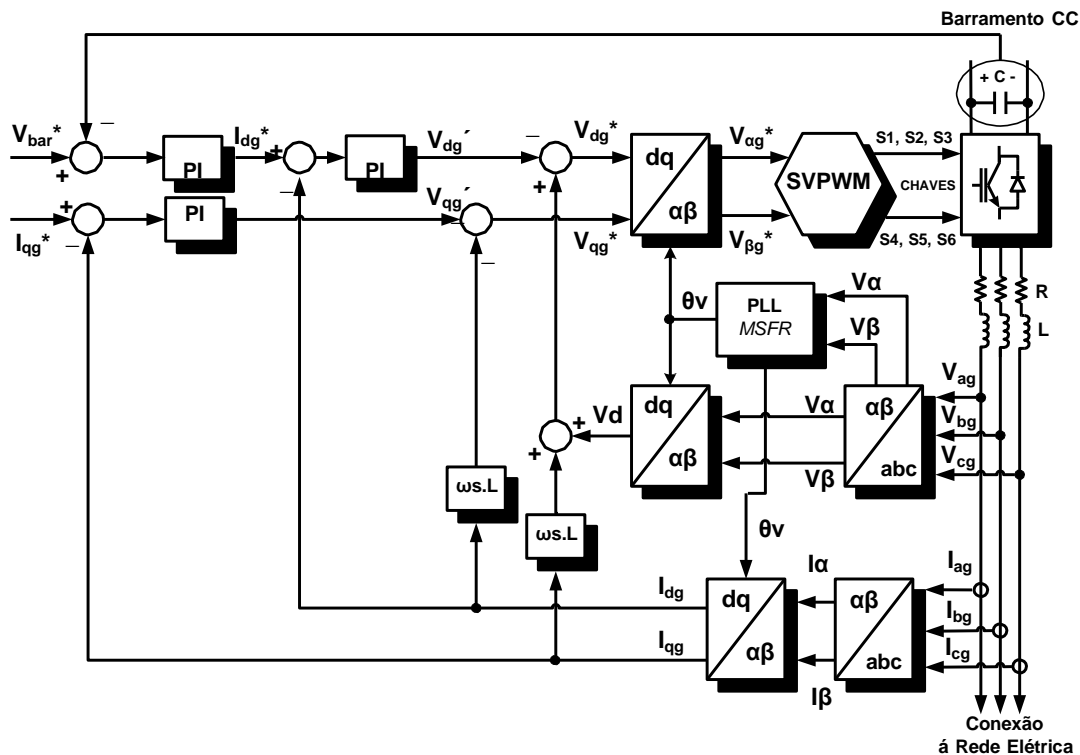 Barramento CC
+ C -
V_bar*
+
−
PI
I_dg*
+
−
PI
V_dg´
−
+
V_dg*
dq
αβ
V_αg*
SVPWM
S1, S2, S3
CHAVES
I_qg*
+
−
PI
V_qg´
−
−
V_qg*
V_βg*
S4, S5, S6
R
L
θv
PLL
MSFR
Vα
Vβ
V_ag
V_bg
V_cg
Vd
+
+
dq
αβ
Vα
Vβ
αβ
abc
ωs.L
ωs.L
θv
I_dg
I_qg
dq
αβ
Iα
Iβ
αβ
abc
I_ag
I_bg
I_cg
Conexão
á Rede Elétrica